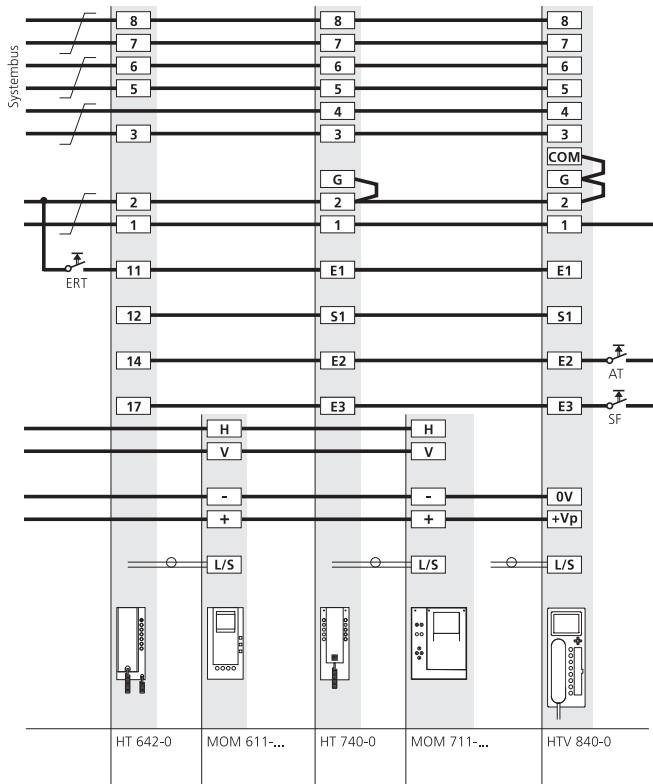 Systembus
8 8 8
7 7 7
6 6 6
5 5 5
4 4
3 3 3
COM
G G
2 2 2
1 1 1
11 E1 E1
ERT
12 S1 S1
14 E2 E2
AT
17 E3 E3
SF
H H
V V
- - 0V
+ + +Vp
L/S L/S L/S
HT 642-0 MOM 611-... HT 740-0 MOM 711-... HTV 840-0